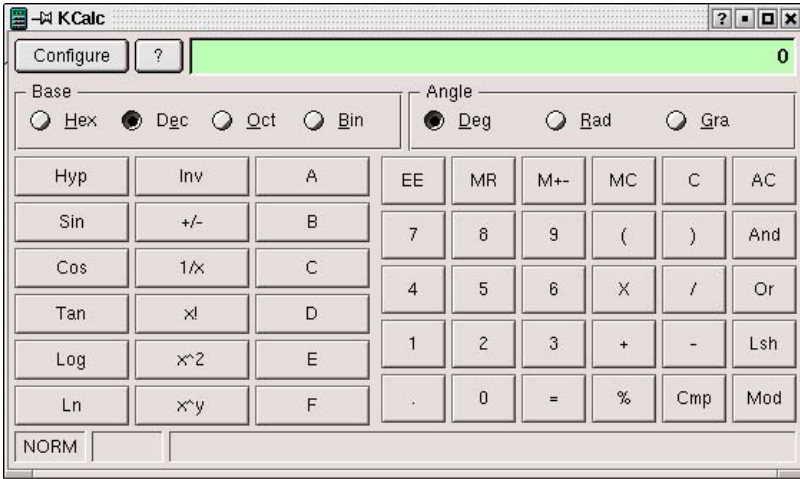 KCalc ?
Configure ? 0
Base Angle
Hex Dec Oct Bin Deg Rad Gra
Hyp Inv A EE MR M+- MC C AC
Sin +/- B 7 8 9 ( ) And
Cos 1/x C 4 5 6 X / Or
Tan x! D
Log x^2 E 1 2 3 + - Lsh
Ln x^y F . 0 = % Cmp Mod
NORM